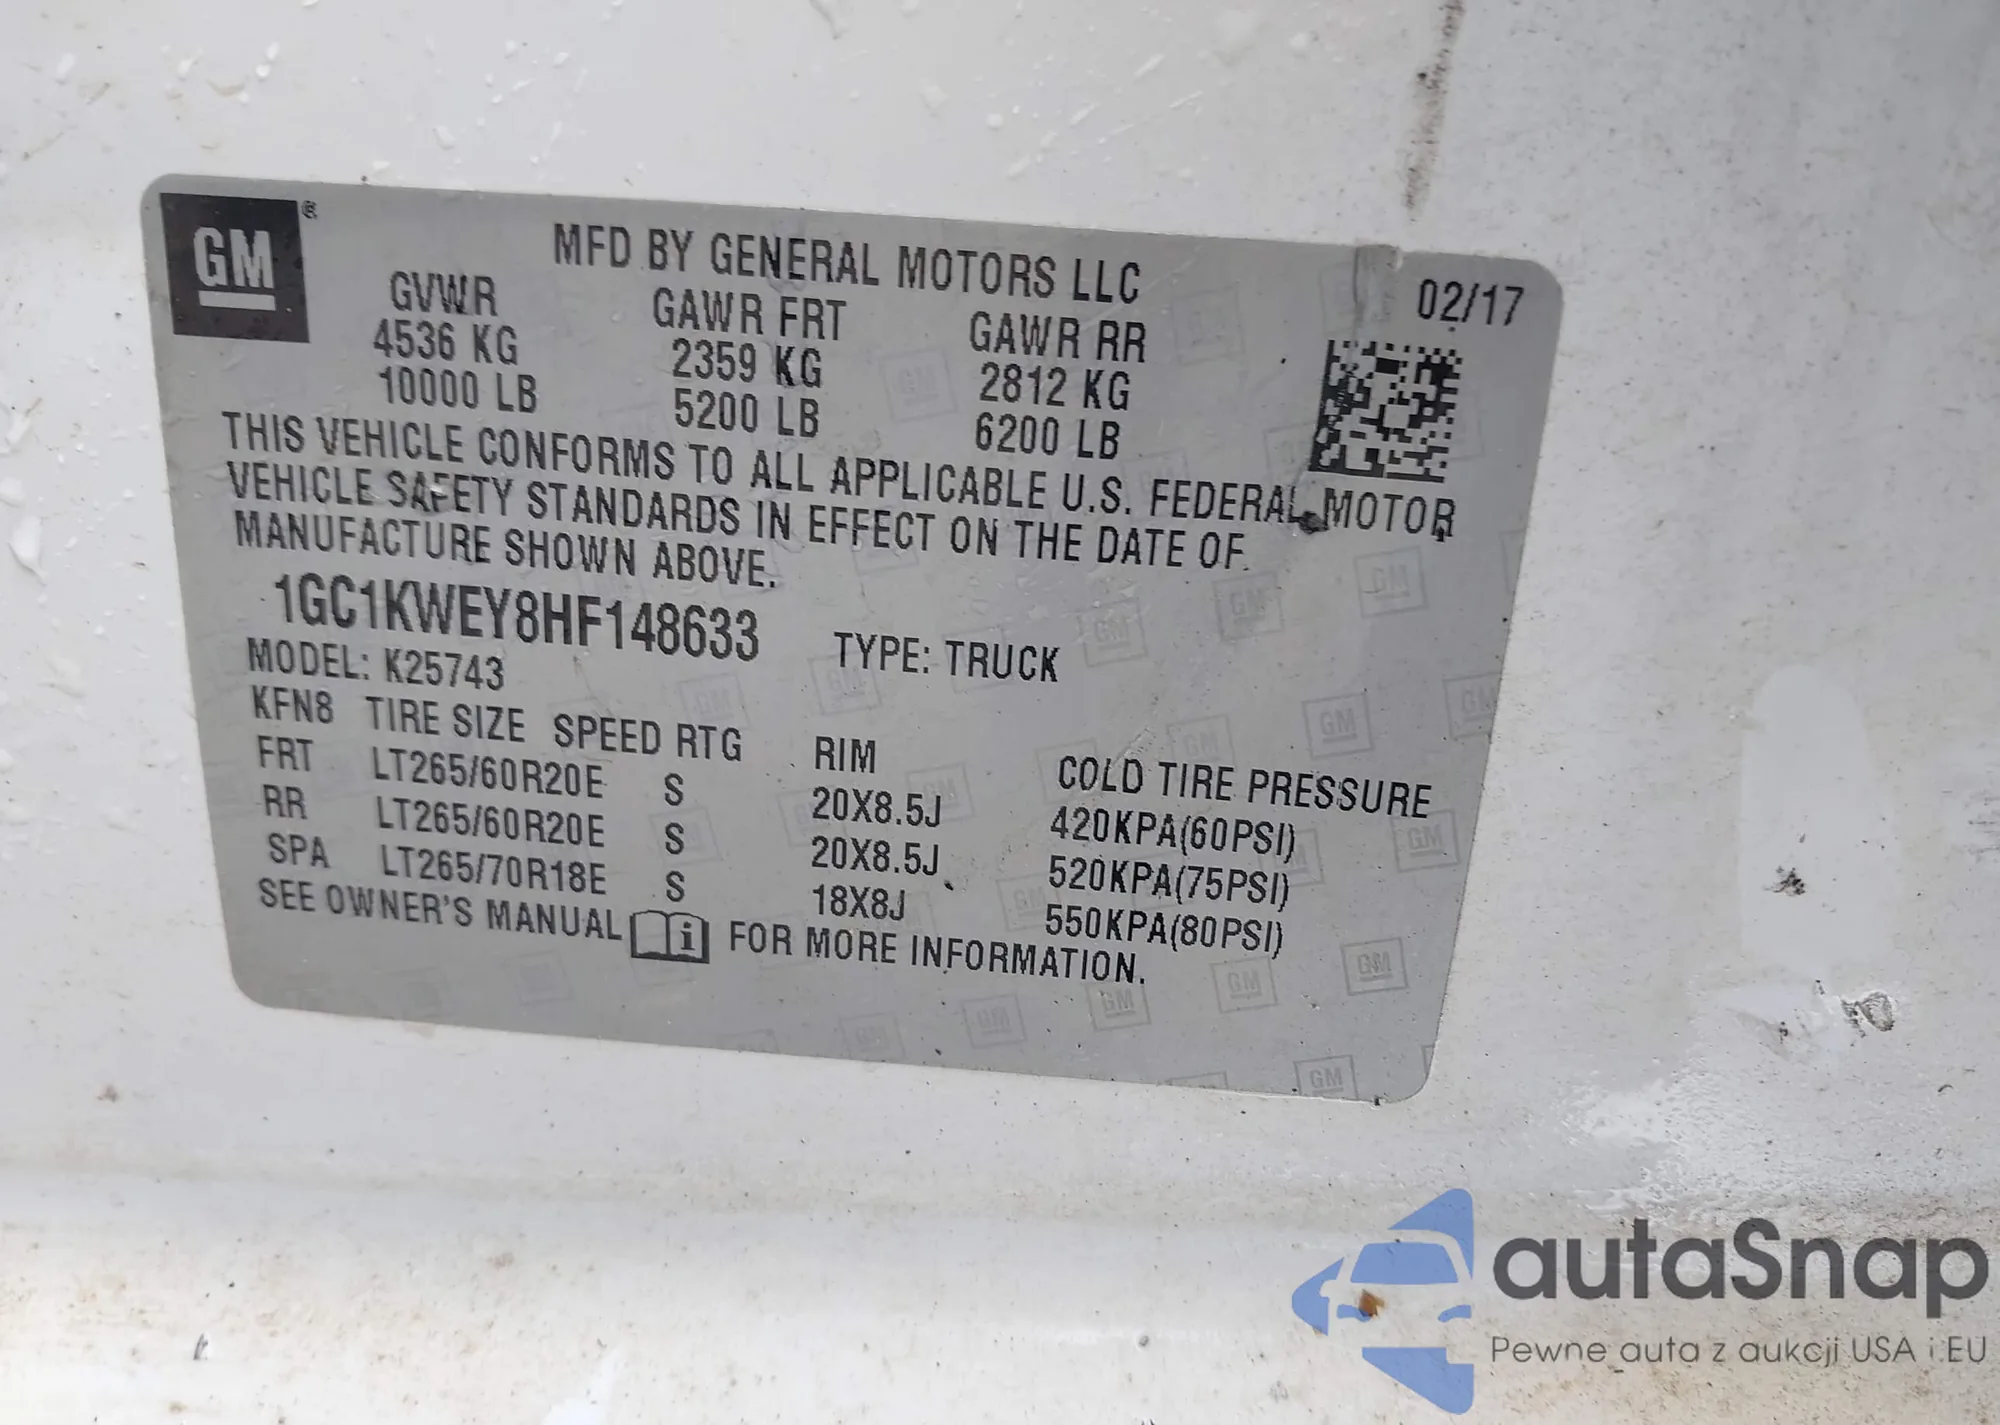 GM®
MFD BY GENERAL MOTORS LLC
02/17
GVWR GAWR FRT GAWR RR
4536 KG 2359 KG 2812 KG
10000 LB 5200 LB 6200 LB
THIS VEHICLE CONFORMS TO ALL APPLICABLE U.S. FEDERAL MOTOR
VEHICLE SAFETY STANDARDS IN EFFECT ON THE DATE OF
MANUFACTURE SHOWN ABOVE.
1GC1KWEY8HF148633 TYPE: TRUCK
MODEL: K25743
KFN8 TIRE SIZE SPEED RTG RIM COLD TIRE PRESSURE
FRT LT265/60R20E S 20X8.5J 420KPA(60PSI)
RR LT265/60R20E S 20X8.5J 520KPA(75PSI)
SPA LT265/70R18E S 18X8J 550KPA(80PSI)
SEE OWNER'S MANUAL i FOR MORE INFORMATION.
autaSnap
Pewne auta z aukcji USA i EU